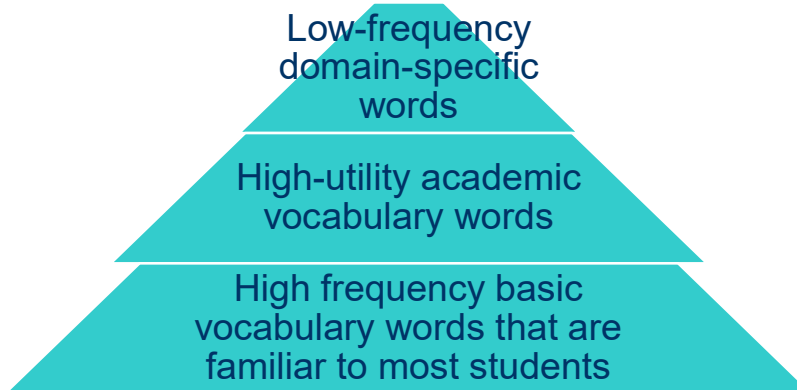 Low-frequency
domain-specific
words
High-utility academic
vocabulary words
High frequency basic
vocabulary words that are
familiar to most students